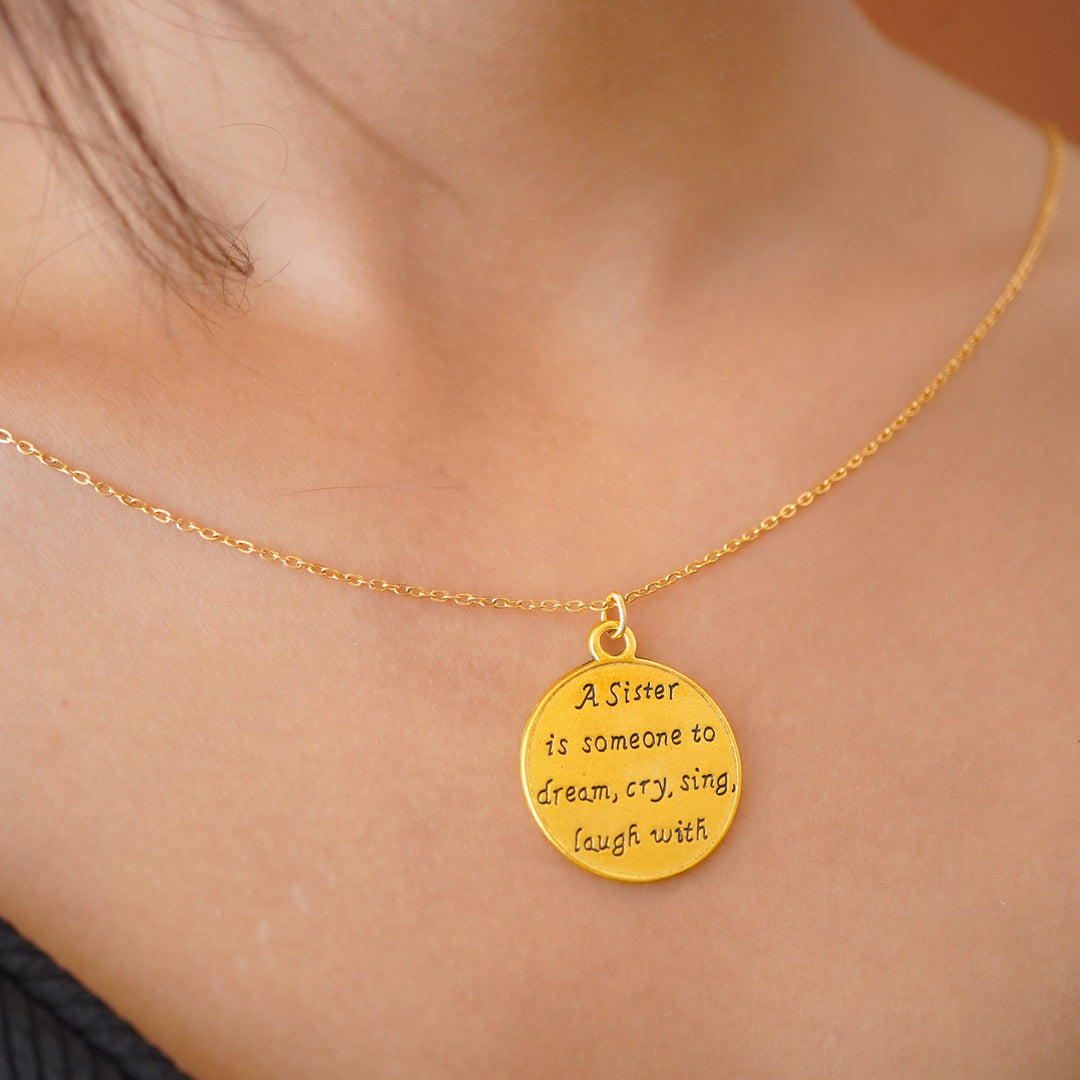 A Sister
is someone to
dream, cry, sing,
laugh with